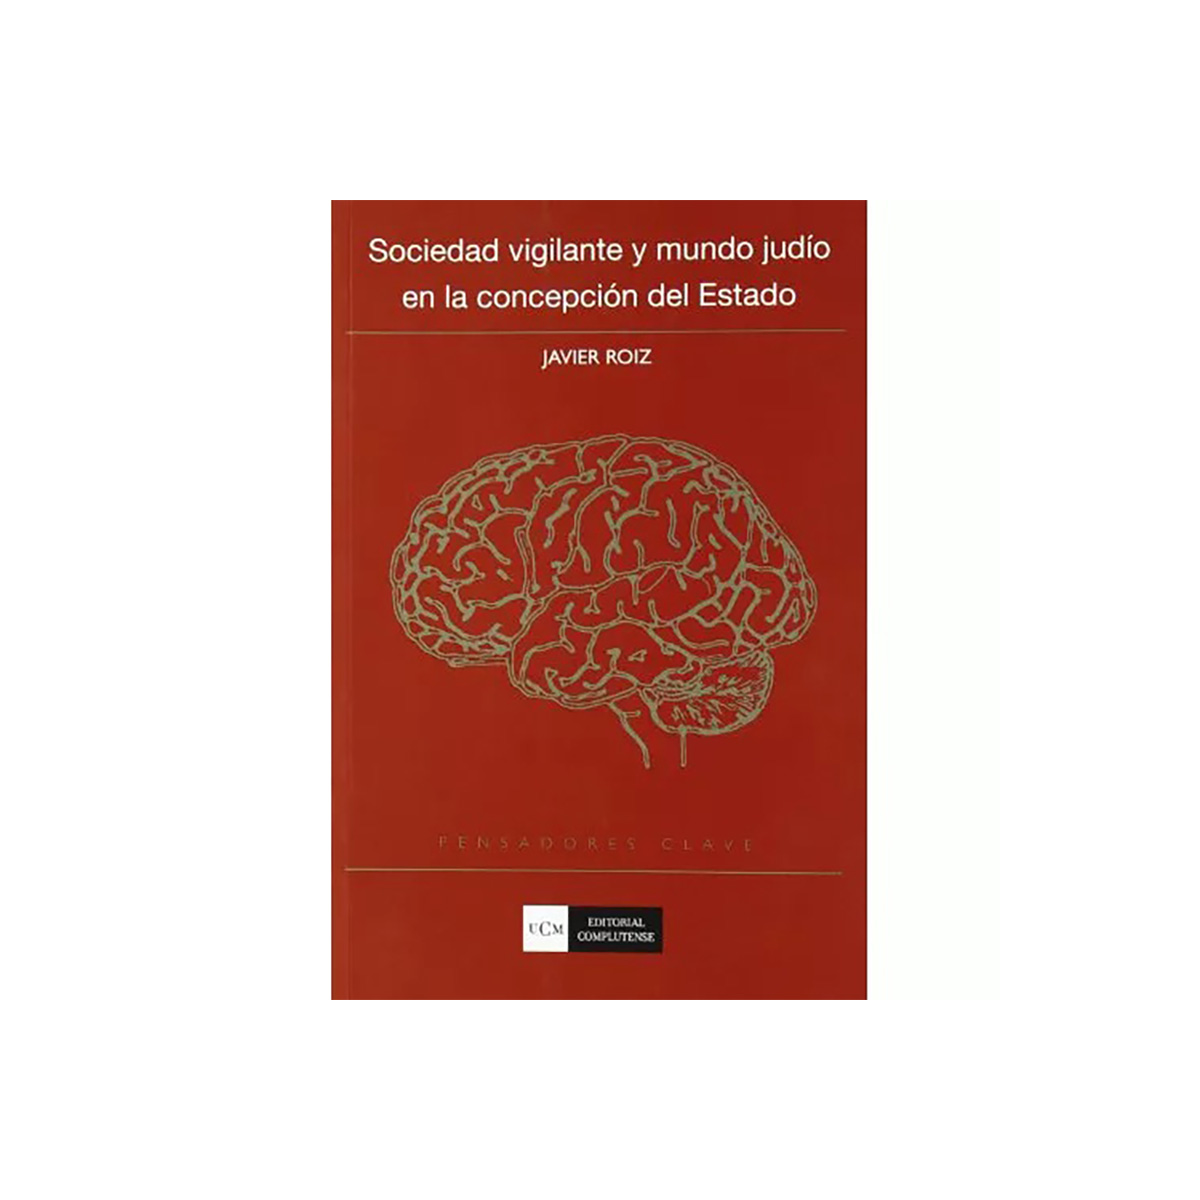 Sociedad vigilante y mundo judío
en la concepción del Estado
JAVIER ROIZ
PENSADORES CLAVE
UCM
EDITORIAL
COMPLUTENSE